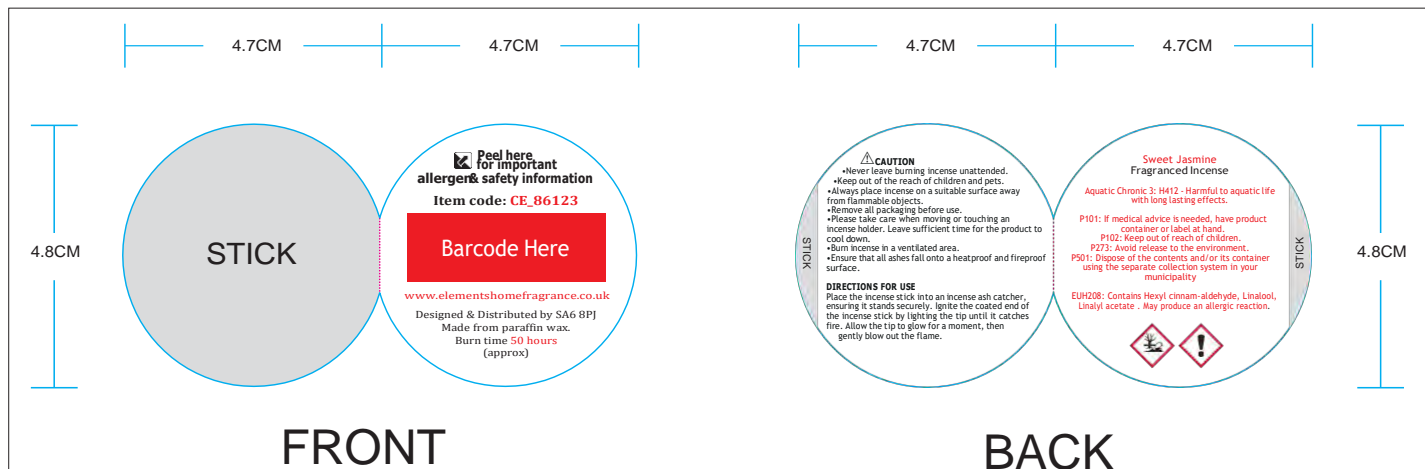 4.7CM
4.7CM
4.7CM
4.7CM
4.8CM
4.8CM
STICK
Peel here
for important
allergen& safety information
Item code: CE_86123
Barcode Here
www.elementshomefragrance.co.uk
Designed & Distributed by SA6 8PJ
Made from paraffin wax.
Burn time 50 hours
(approx)
FRONT
STICK
CAUTION
•Never leave burning incense unattended.
•Keep out of the reach of children and pets.
•Always place incense on a suitable surface away
from flammable objects.
•Remove all packaging before use.
•Please take care when moving or touching an
incense holder. Leave sufficient time for the product to
cool down.
•Burn incense in a ventilated area.
•Ensure that all ashes fall onto a heatproof and fireproof
surface.
DIRECTIONS FOR USE
Place the incense stick into an incense ash catcher,
ensuring it stands securely. Ignite the coated end of
the incense stick by lighting the tip until it catches
fire. Allow the tip to glow for a moment, then
gently blow out the flame.
Sweet Jasmine
Fragranced Incense
Aquatic Chronic 3: H412 - Harmful to aquatic life
with long lasting effects.
P101: If medical advice is needed, have product
container or label at hand.
P102: Keep out of reach of children.
P273: Avoid release to the environment.
P501: Dispose of the contents and/or its container
using the separate collection system in your
municipality
EUH208: Contains Hexyl cinnam-aldehyde, Linalool,
Linalyl acetate . May produce an allergic reaction.
STICK
BACK